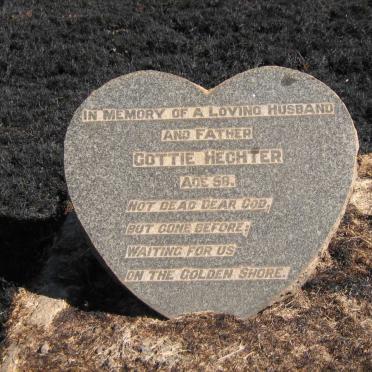 IN MEMORY OF A LOVING HUSBAND
AND FATHER
GOTTIE HECHTER
AGE 58.
NOT DEAD DEAR GOD,
BUT GONE BEFORE;
WAITING FOR US
ON THE GOLDEN SHORE.